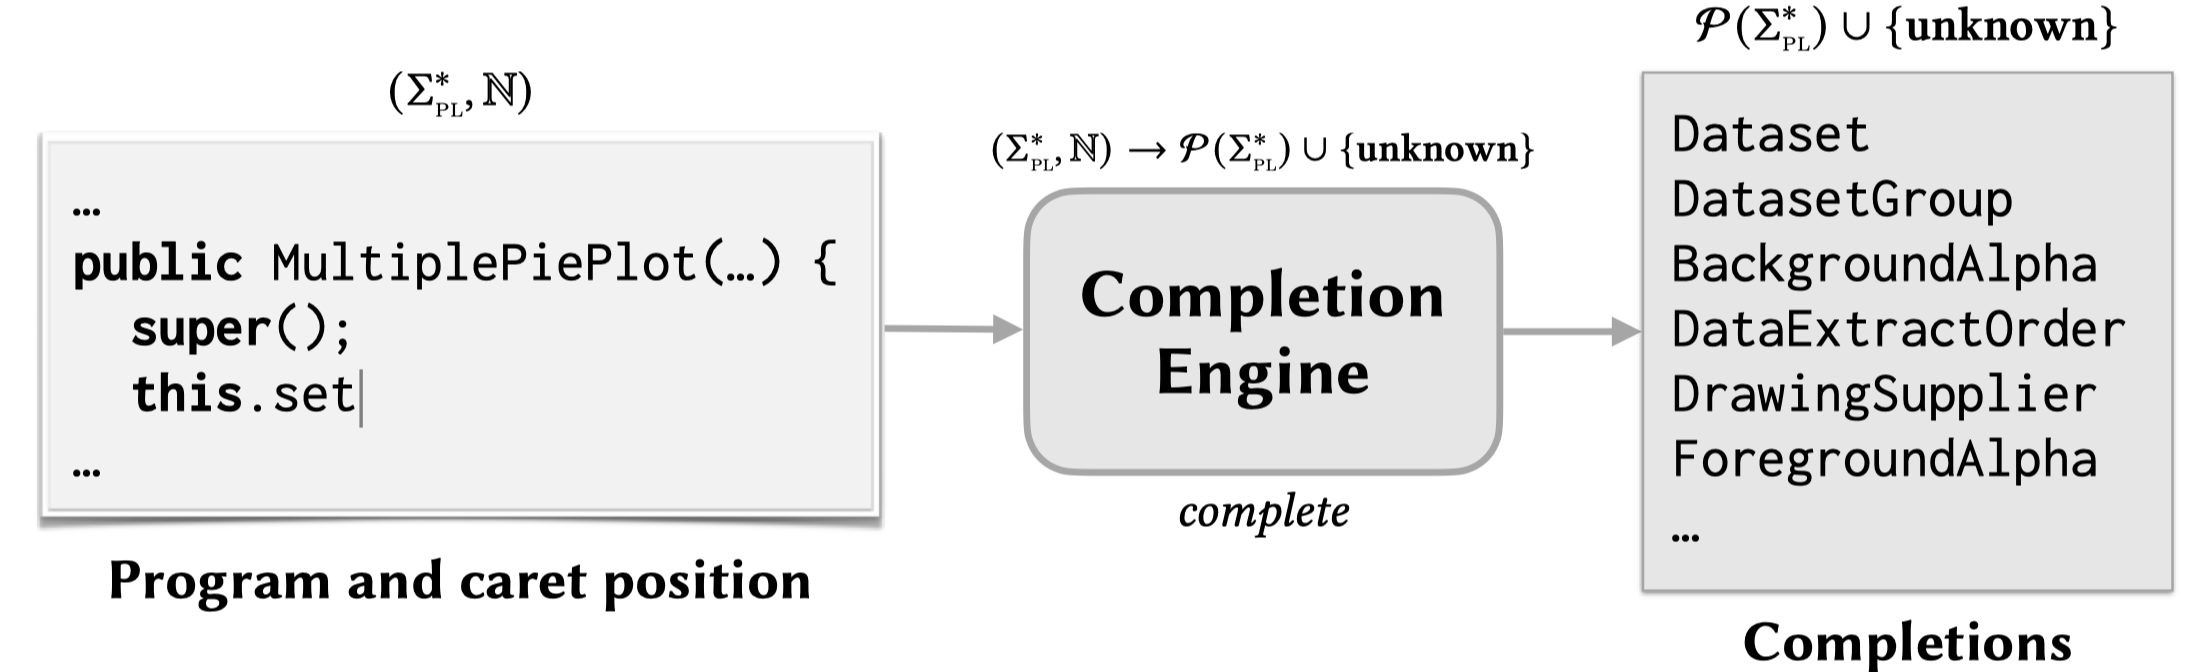 (Σ*PL, ℕ)
…
public MultiplePiePlot(…) {
super();
this.set
…
Program and caret position
(Σ*PL, ℕ) → 𝒫(Σ*PL) ∪ {unknown}
Completion
Engine
complete
𝒫(Σ*PL) ∪ {unknown}
Dataset
DatasetGroup
BackgroundAlpha
DataExtractOrder
DrawingSupplier
ForegroundAlpha
…
Completions